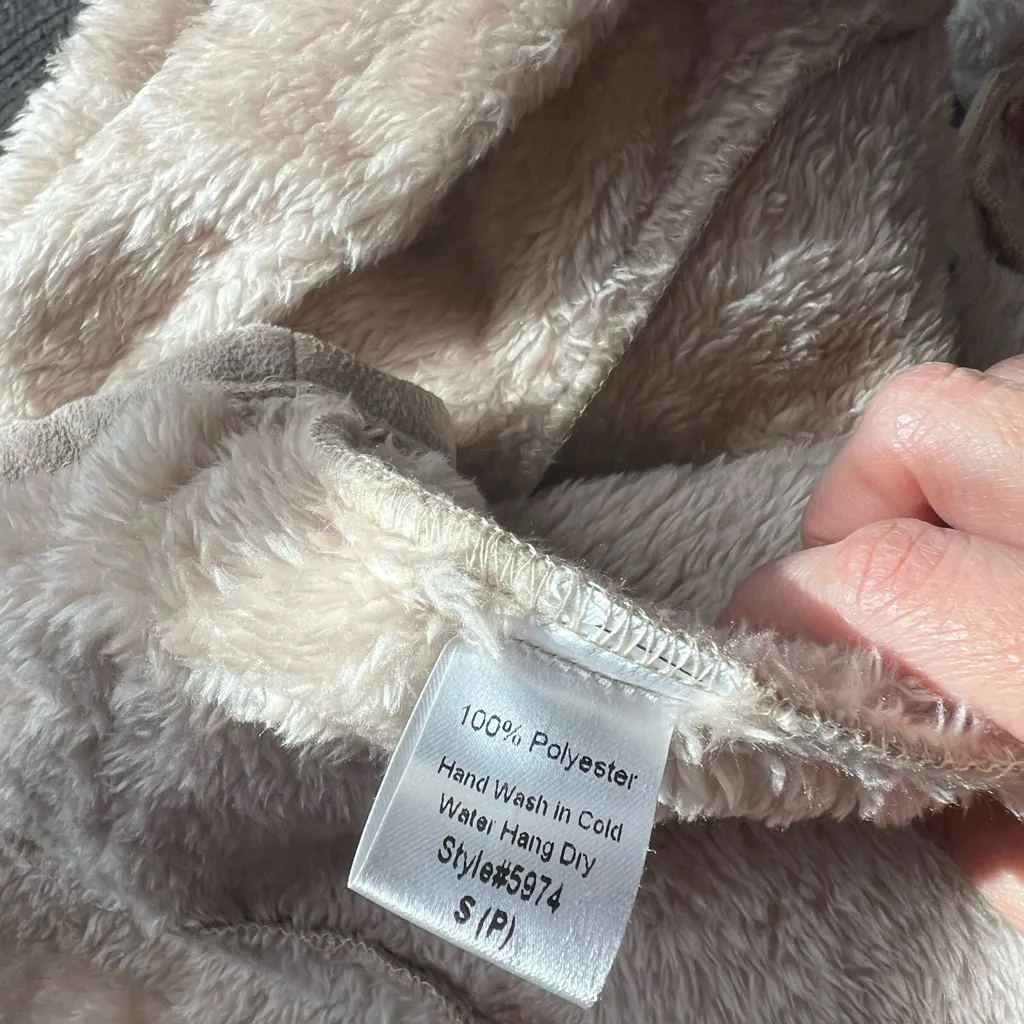 100% Polyester
Hand Wash in Cold
Water Hang Dry
Style#5974
S (P)